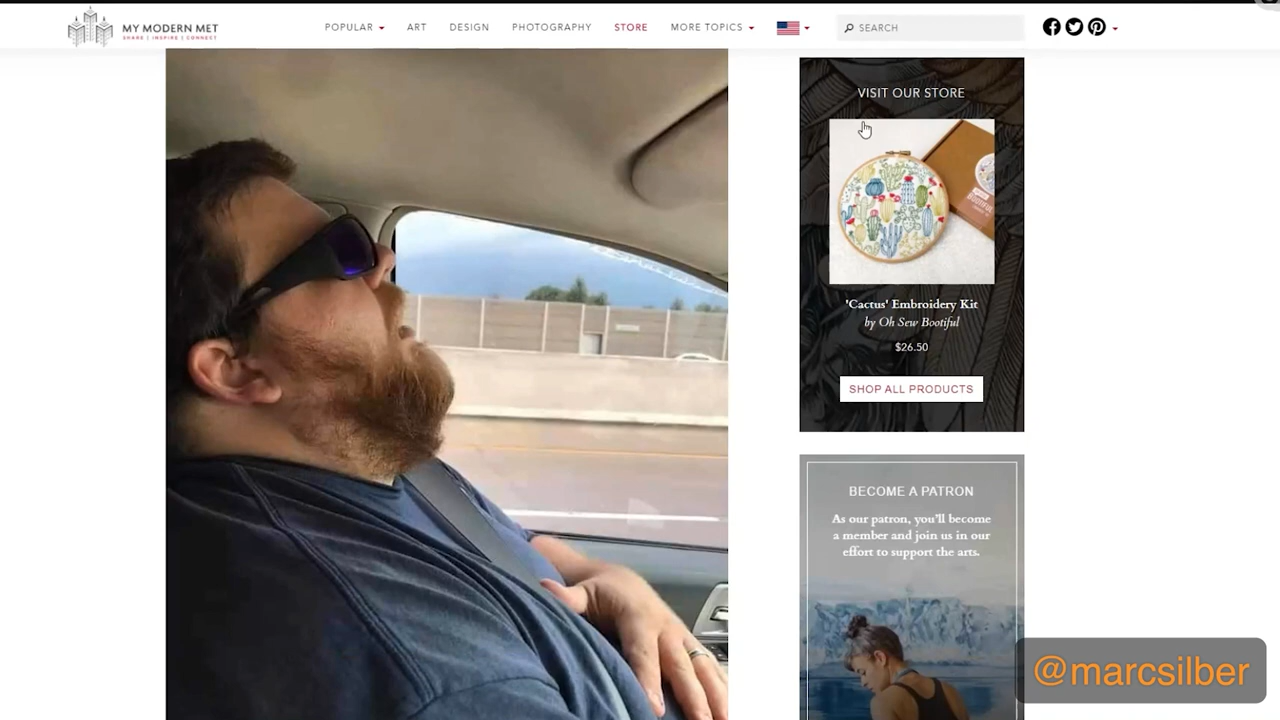 MY MODERN MET
SHARE | INSPIRE | CONNECT
POPULAR
ART
DESIGN
PHOTOGRAPHY
STORE
MORE TOPICS
SEARCH
VISIT OUR STORE
'Cactus' Embroidery Kit
by Oh Sew Bootiful
$26.50
SHOP ALL PRODUCTS
BECOME A PATRON
As our patron, you'll become
a member and join us in our
effort to support the arts.
@marcsilber